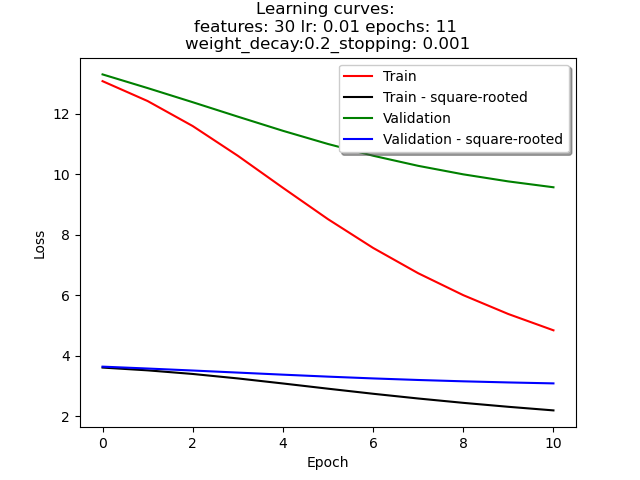 Learning curves:
features: 30 lr: 0.01 epochs: 11
weight_decay:0.2_stopping: 0.001
Train
Train - square-rooted
Validation
Validation - square-rooted
12
10
8
6
4
2
Loss
0
2
4
6
8
10
Epoch